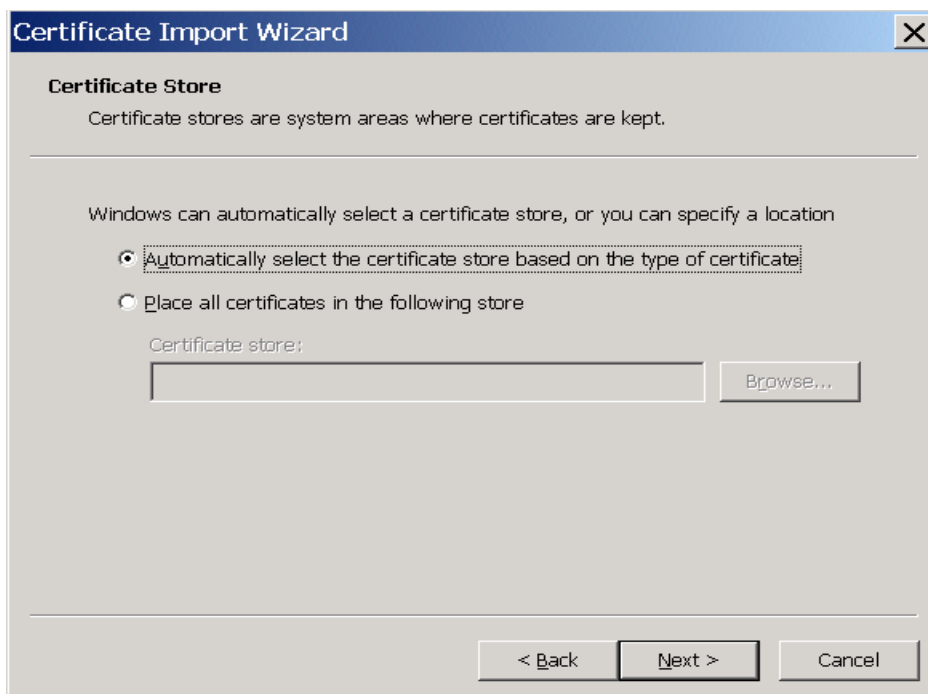 Certificate Import Wizard
Certificate Store
Certificate stores are system areas where certificates are kept.
Windows can automatically select a certificate store, or you can specify a location
Automatically select the certificate store based on the type of certificate
Place all certificates in the following store
Certificate store:
Browse...
< Back Next > Cancel